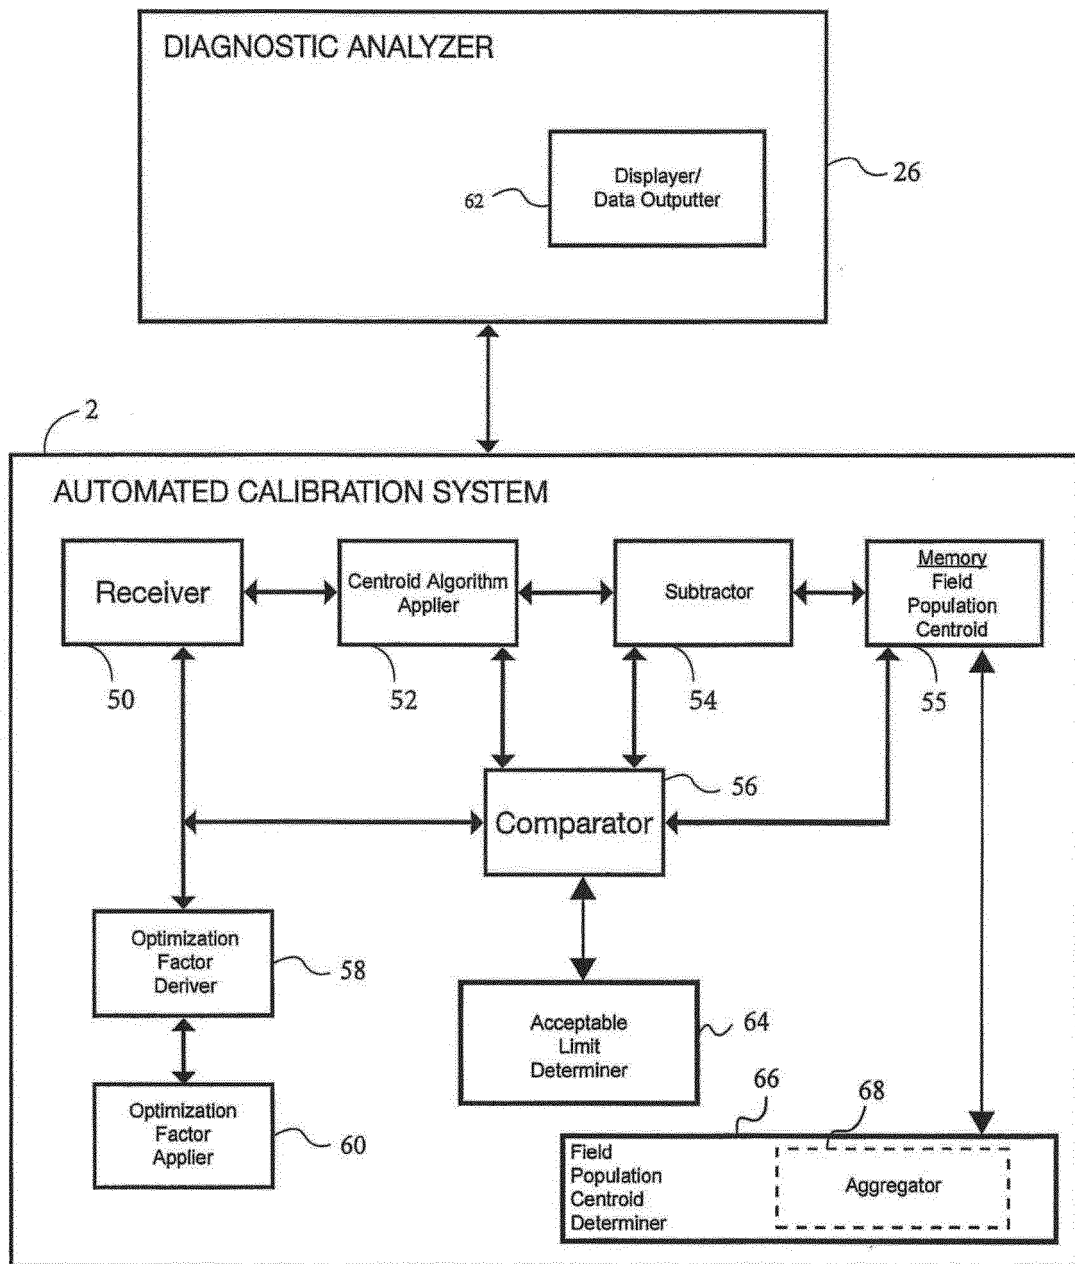 DIAGNOSTIC ANALYZER
Displayer/
Data Outputter
62
26
2
AUTOMATED CALIBRATION SYSTEM
Receiver
Centroid Algorithm
Applier
Subtractor
Memory
Field
Population
Centroid
50
52
54
55
56
Comparator
Optimization
Factor
Deriver
58
Acceptable
Limit
Determiner
64
Optimization
Factor
Applier
60
66
68
Field
Population
Centroid
Determiner
Aggregator